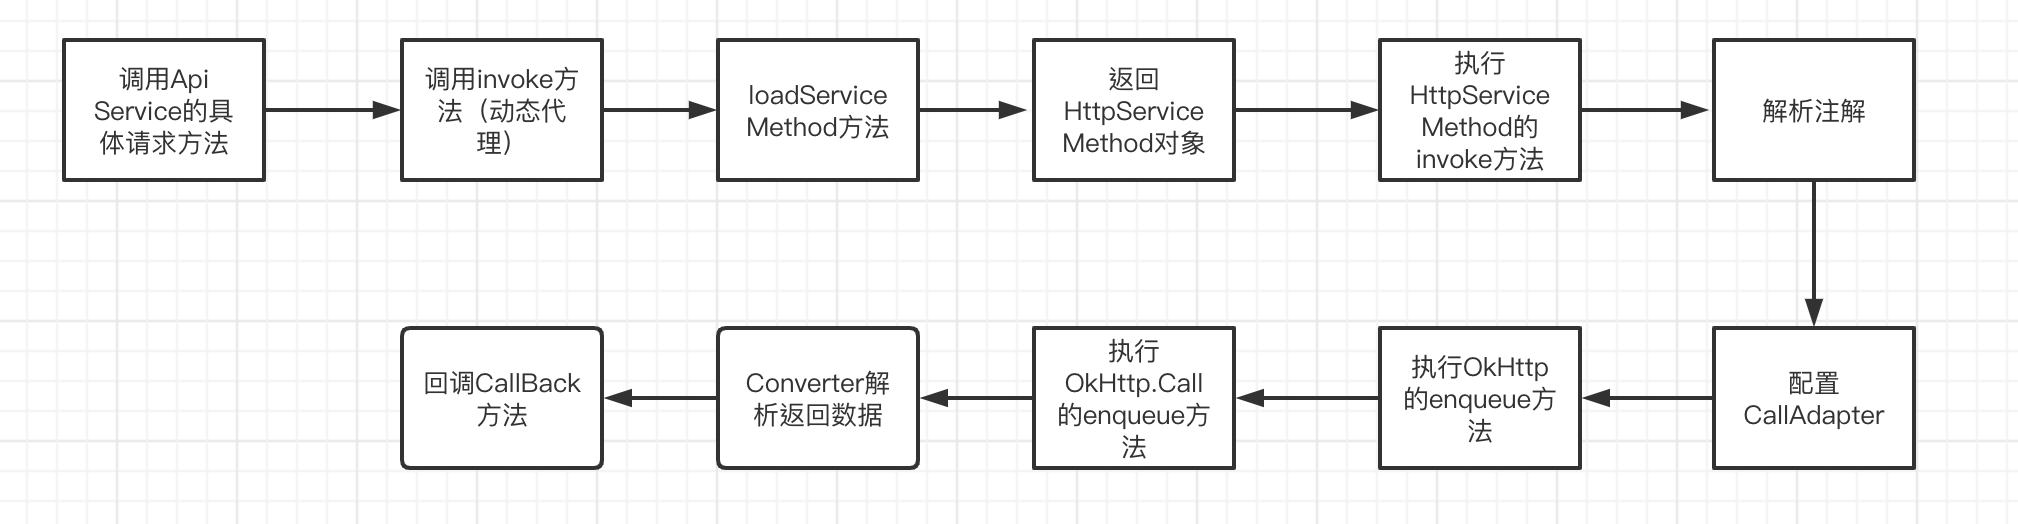 调用Api
Service的具
体请求方法
调用invoke方
法（动态代
理）
loadService
Method方法
返回
HttpService
Method对象
执行
HttpService
Method的
invoke方法
解析注解
配置
CallAdapter
执行OkHttp
的enqueue方
法
执行
OkHttp.Call
的enqueue方
法
Converter解
析返回数据
回调CallBack
方法